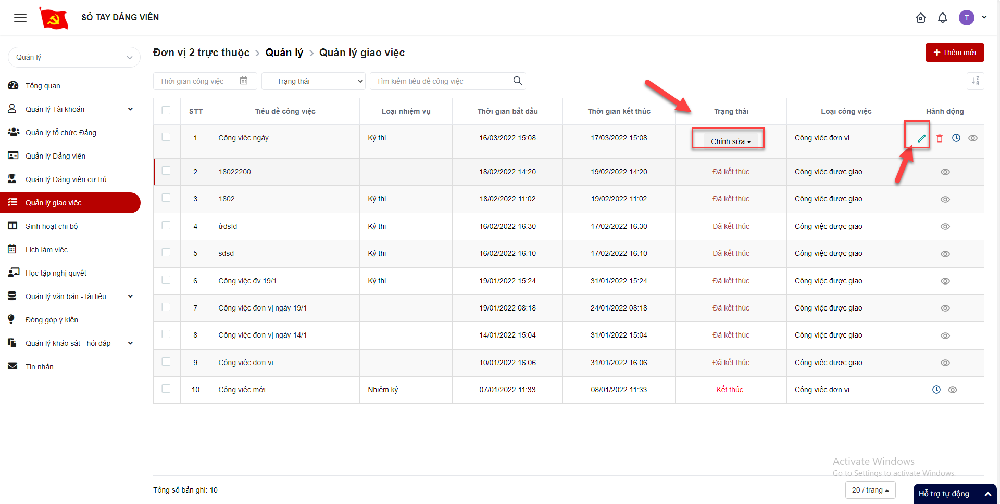 SỔ TAY ĐẢNG VIÊN
T
Quản lý
Đơn vị 2 trực thuộc > Quản lý > Quản lý giao việc
Thêm mới
Thời gian công việc
-- Trạng thái --
Tìm kiếm tiêu đề công việc
Tổng quan
Quản lý Tài khoản
Quản lý tổ chức Đảng
Quản lý Đảng viên
Quản lý Đảng viên cư trú
Quản lý giao việc
Sinh hoạt chi bộ
Lịch làm việc
Học tập nghị quyết
Quản lý văn bản - tài liệu
Đóng góp ý kiến
Quản lý khảo sát - hỏi đáp
Tin nhắn
STT Tiêu đề công việc Loại nhiệm vụ Thời gian bắt đầu Thời gian kết thúc Trạng thái Loại công việc Hành động
1 Công việc ngày Kỳ thi 16/03/2022 15:08 17/03/2022 15:08 Chỉnh sửa Công việc đơn vị
2 18022200 18/02/2022 14:20 19/02/2022 14:20 Đã kết thúc Công việc được giao
3 1802 Kỳ thi 18/02/2022 11:02 19/02/2022 11:02 Đã kết thúc Công việc được giao
4 ừdsfd Kỳ thi 16/02/2022 16:30 17/02/2022 16:30 Đã kết thúc Công việc được giao
5 sdsd Kỳ thi 16/02/2022 16:10 17/02/2022 16:10 Đã kết thúc Công việc được giao
6 Công việc đv 19/1 Kỳ thi 19/01/2022 15:24 31/01/2022 15:24 Đã kết thúc Công việc được giao
7 Công việc đơn vị ngày 19/1 19/01/2022 08:18 24/01/2022 08:18 Đã kết thúc Công việc được giao
8 Công việc đơn vị ngày 14/1 14/01/2022 15:04 31/01/2022 15:04 Đã kết thúc Công việc được giao
9 Công việc đơn vị 10/01/2022 16:06 31/01/2022 16:06 Đã kết thúc Công việc được giao
10 Công việc mới Nhiệm kỳ 07/01/2022 11:33 08/01/2022 11:33 Kết thúc Công việc đơn vị
Activate Windows
Go to Settings to activate Windows.
Tổng số bản ghi: 10
20 / trang
Hỗ trợ tự động